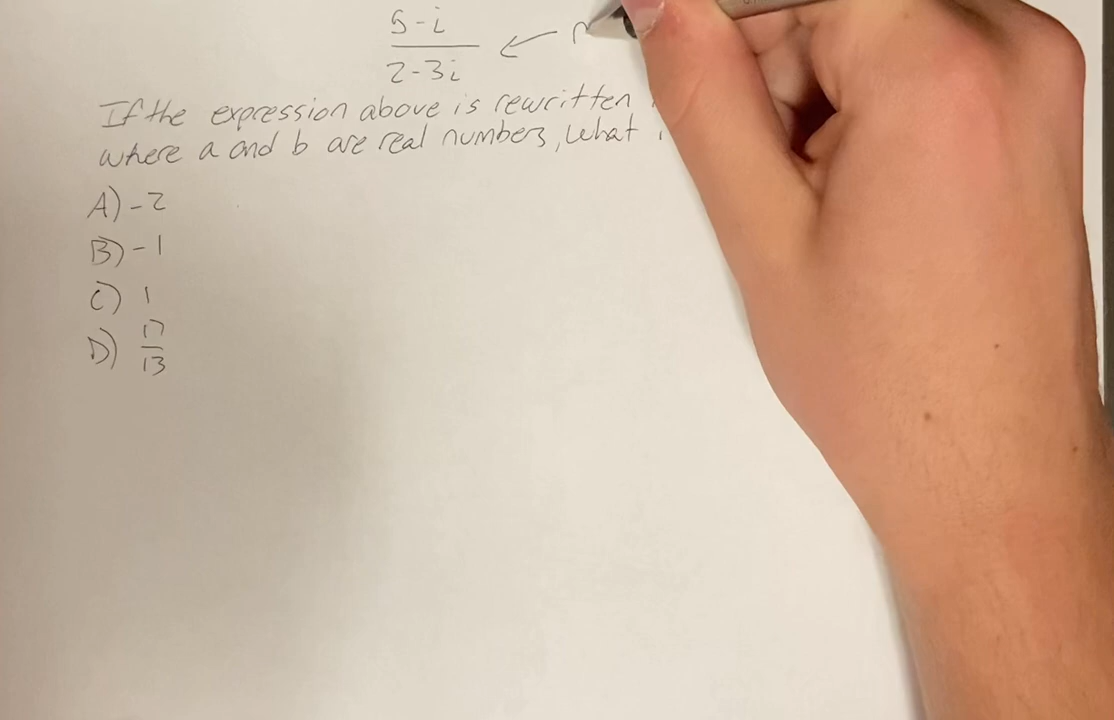 5-i
2-3i
If the expression above is rewritten
where a and b are real numbers, what
A) -2
B) -1
C) 1
D) 17
13